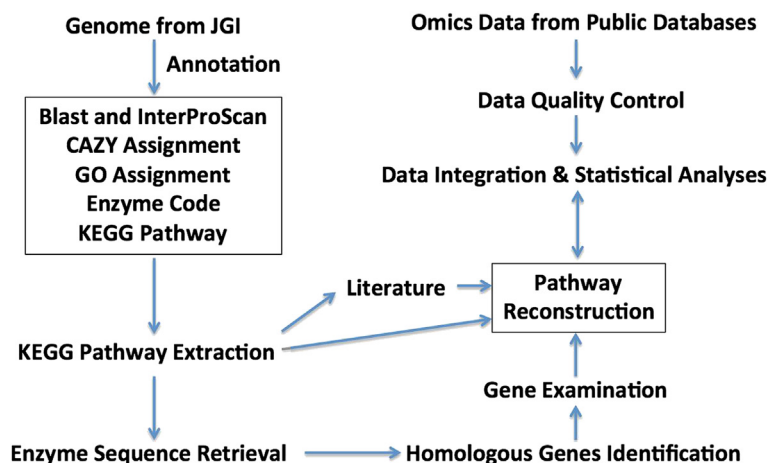 Genome from JGI
Annotation
Blast and InterProScan
CAZY Assignment
GO Assignment
Enzyme Code
KEGG Pathway
KEGG Pathway Extraction
Enzyme Sequence Retrieval
Literature
Omics Data from Public Databases
Data Quality Control
Data Integration & Statistical Analyses
Pathway
Reconstruction
Gene Examination
Homologous Genes Identification